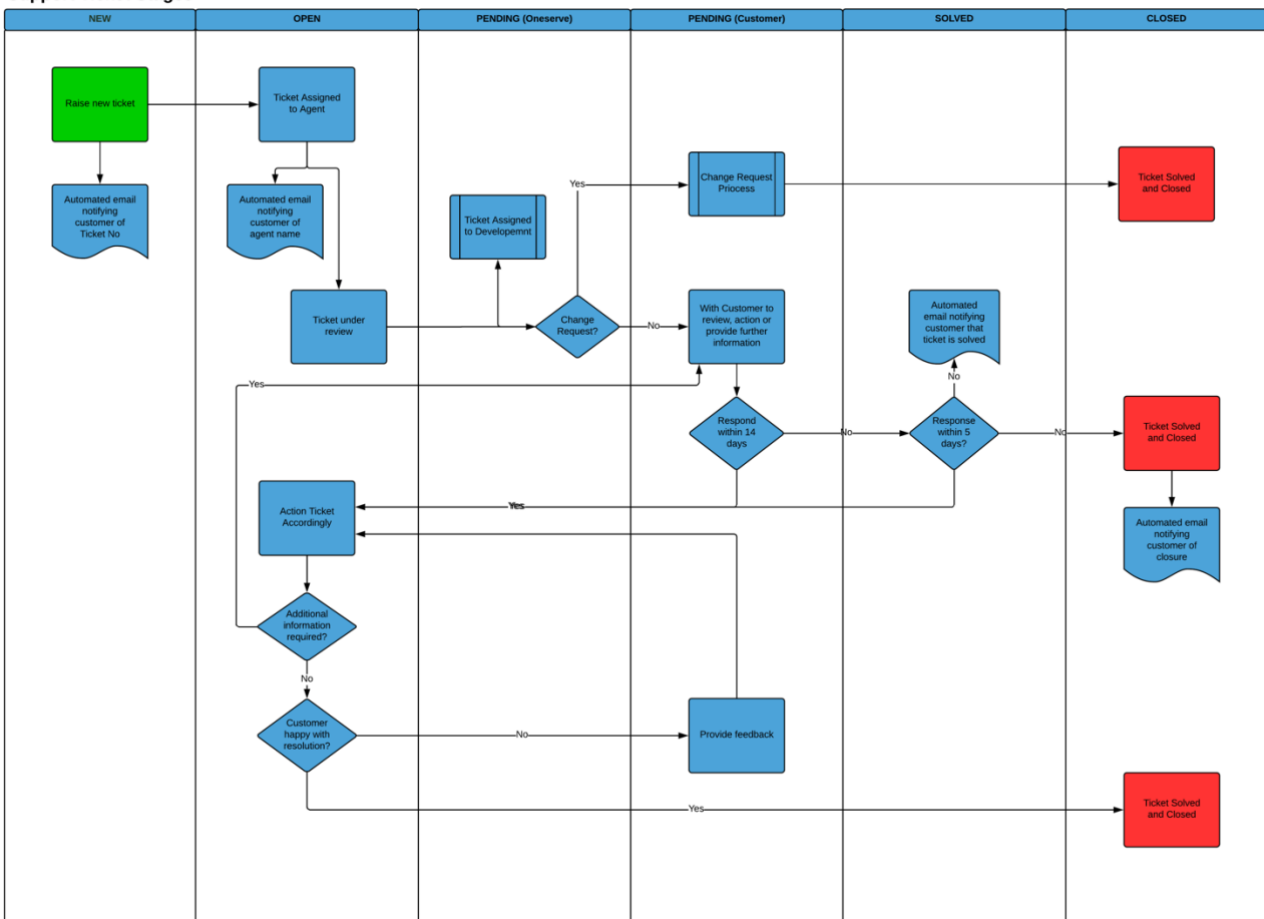 NEW
OPEN
PENDING (Oneserve)
PENDING (Customer)
SOLVED
CLOSED
Raise new ticket
Ticket Assigned
to Agent
Automated email
notifying
customer of
Ticket No
Automated email
notifying
customer of
agent name
Ticket Assigned
to Developemnt
Yes
Change Request
Priocess
Ticket Solved
and Closed
Ticket under
review
Change
Request?
No
With Customer to
review, action or
provide further
information
Automated
email notifying
customer that
ticket is solved
No
Yes
Respond
within 14
days
No
Response
within 5
days?
No
Ticket Solved
and Closed
Action Ticket
Accordingly
Yes
Automated email
notifying
customer of
closure
Additional
information
required?
No
Customer
happy with
resolution?
No
Provide feedback
Yes
Ticket Solved
and Closed